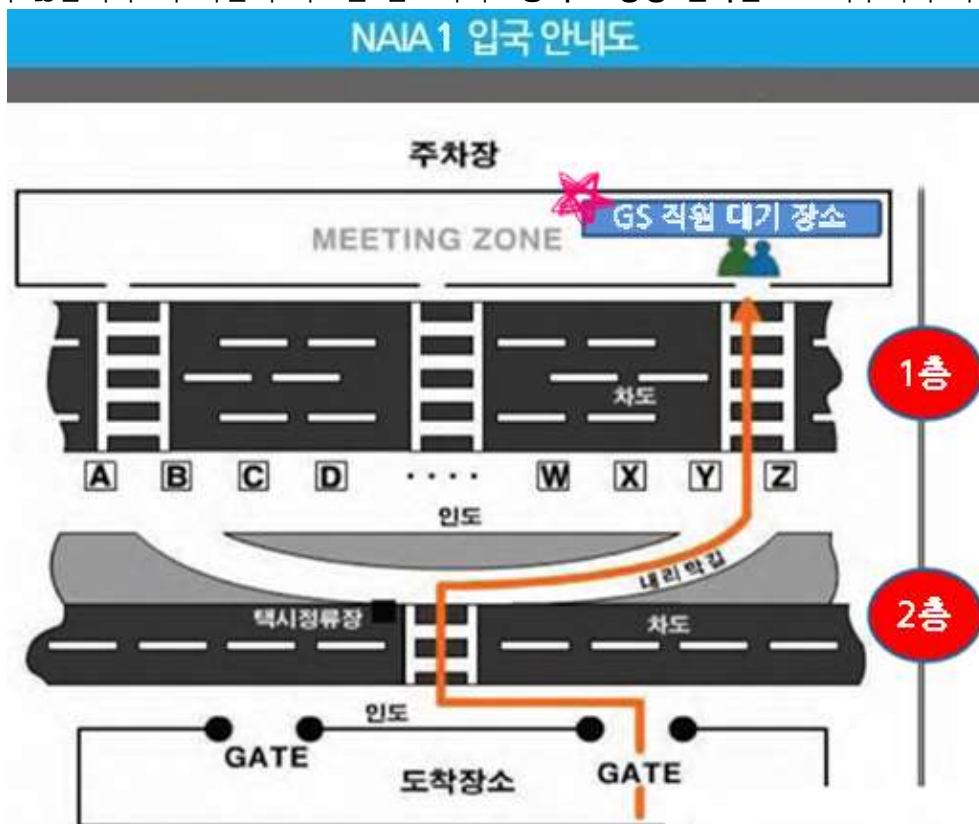 NAIA 1 입국 안내도
주차장
GS 직원 대기 장소
MEETING ZONE
1층
차도
A B C D ···· W X Y Z
인도
내리막길
2층
택시정류장
차도
인도
GATE
GATE
도착장소